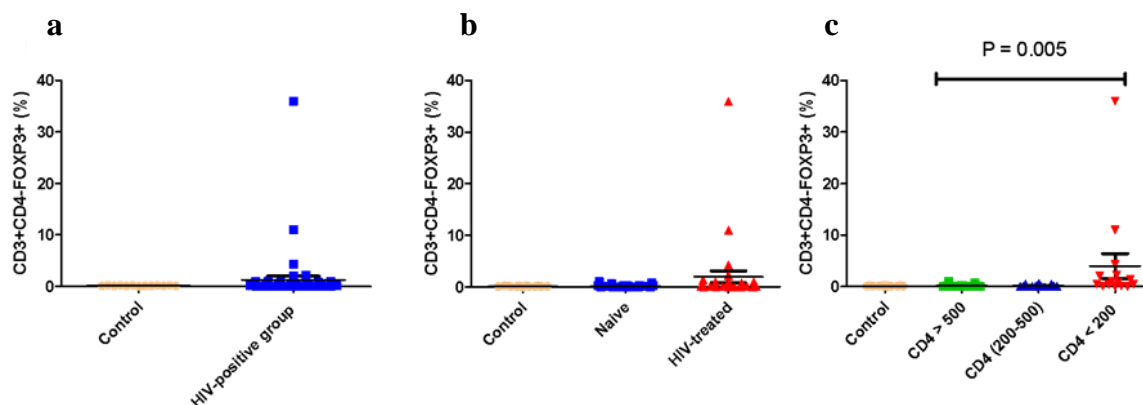 a
CD3+CD4-FOXP3+ (%)
40
30
20
10
0
Control
HIV-positive group
b
CD3+CD4-FOXP3+ (%)
40
30
20
10
0
Control
Naive
HIV-treated
c
P = 0.005
CD3+CD4-FOXP3+ (%)
40
30
20
10
0
Control
CD4 > 500
CD4 (200-500)
CD4 < 200